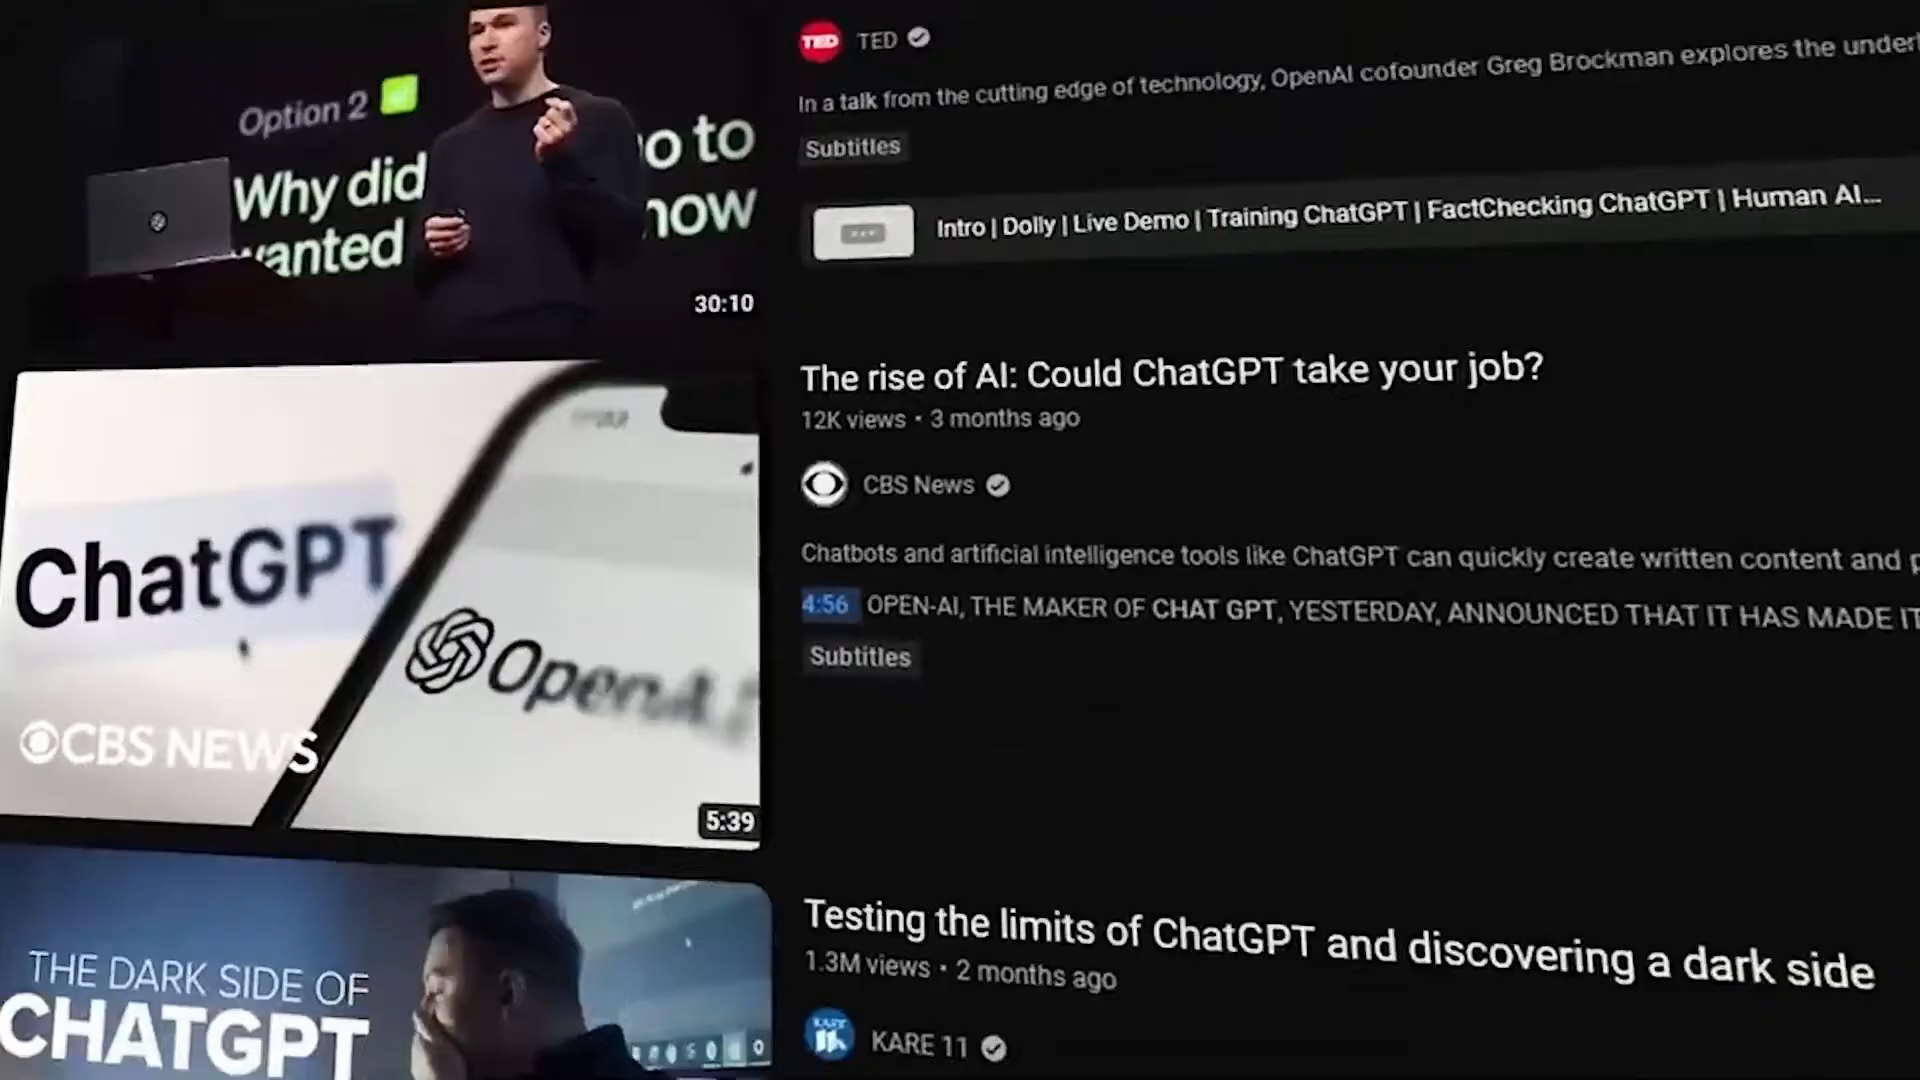 Option 2
Why did
wanted
o to
now
30:10
TED
TED
In a talk from the cutting edge of technology, OpenAI cofounder Greg Brockman explores the underl
Subtitles
Intro | Dolly | Live Demo | Training ChatGPT | FactChecking ChatGPT | Human AI...
ChatGPT
OpenAI
CBS NEWS
5:39
The rise of AI: Could ChatGPT take your job?
12K views • 3 months ago
CBS News
Chatbots and artificial intelligence tools like ChatGPT can quickly create written content and p
4:56 OPEN-AI, THE MAKER OF CHAT GPT, YESTERDAY, ANNOUNCED THAT IT HAS MADE IT
Subtitles
THE DARK SIDE OF
CHATGPT
Testing the limits of ChatGPT and discovering a dark side
1.3M views • 2 months ago
KARE 11